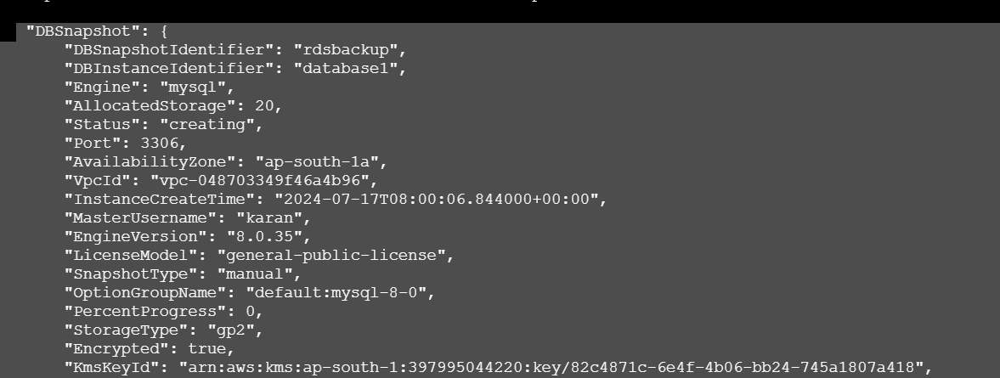 "DBSnapshot": {
"DBSnapshotIdentifier": "rdsbackup",
"DBInstanceIdentifier": "database1",
"Engine": "mysql",
"AllocatedStorage": 20,
"Status": "creating",
"Port": 3306,
"AvailabilityZone": "ap-south-1a",
"VpcId": "vpc-048703349f46a4b96",
"InstanceCreateTime": "2024-07-17T08:00:06.844000+00:00",
"MasterUsername": "karan",
"EngineVersion": "8.0.35",
"LicenseModel": "general-public-license",
"SnapshotType": "manual",
"OptionGroupName": "default:mysql-8-0",
"PercentProgress": 0,
"StorageType": "gp2",
"Encrypted": true,
"KmsKeyId": "arn:aws:kms:ap-south-1:397995044220:key/82c4871c-6e4f-4b06-bb24-745a1807a418",